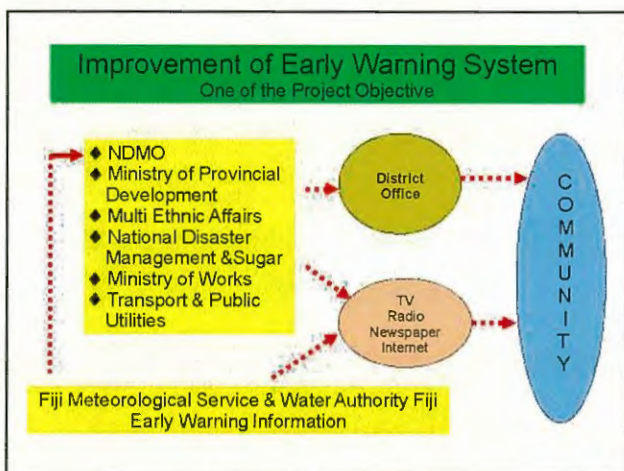 Improvement of Early Warning System
One of the Project Objective
◆ NDMO
◆ Ministry of Provincial
Development
◆ Multi Ethnic Affairs
◆ National Disaster
Management &Sugar
◆ Ministry of Works
◆ Transport & Public
Utilities
District
Office
TV
Radio
Newspaper
Internet
COMMUNITY
Fiji Meteorological Service & Water Authority Fiji
Early Warning Information